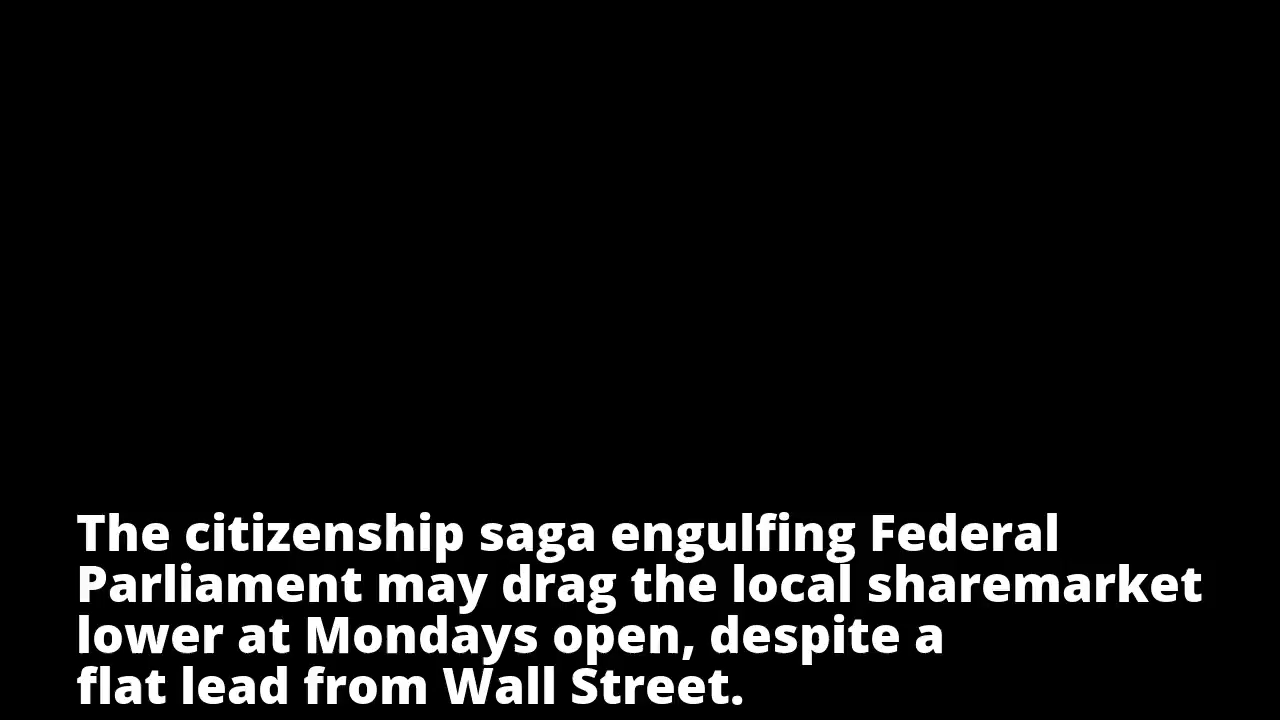 The citizenship saga engulfing Federal
Parliament may drag the local sharemarket
lower at Mondays open, despite a
flat lead from Wall Street.